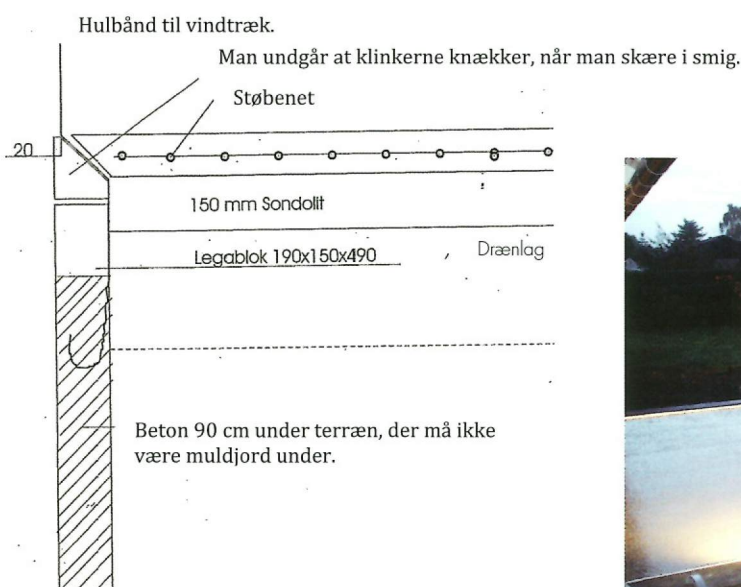 Hulbånd til vindtræk.
Man undgår at klinkerne knækker, når man skære i smig.
Støbenet
20
150 mm Sondolit
Legablok 190x150x490
Drænlag
Beton 90 cm under terræn, der må ikke
være muldjord under.